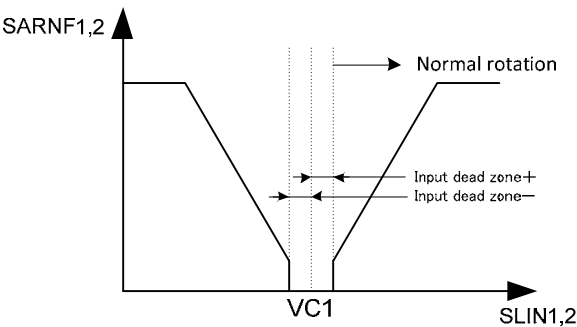 SARNF1,2
Normal rotation
Input dead zone+
Input dead zone−
VC1
SLIN1,2